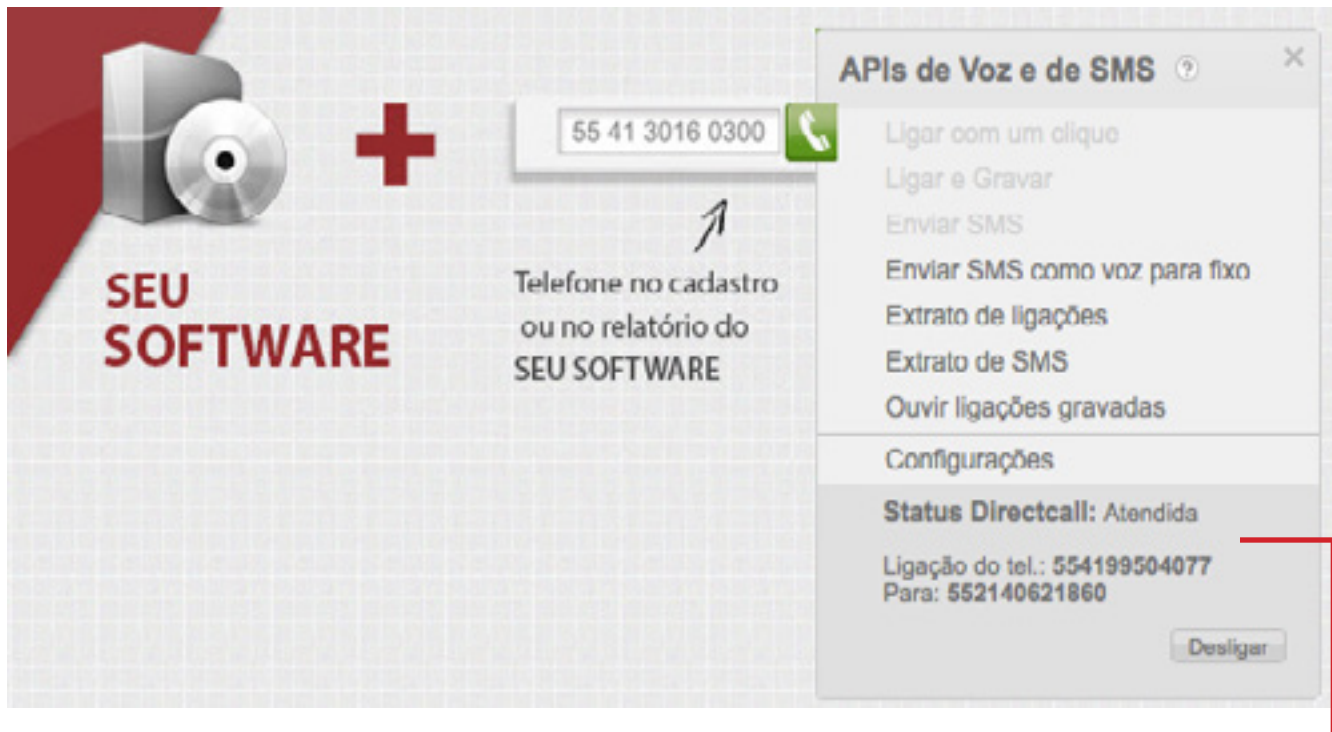 SEU
SOFTWARE
55 41 3016 0300
Telefone no cadastro
ou no relatório do
SEU SOFTWARE
APIs de Voz e de SMS ?
Ligar com um clique
Ligar e Gravar
Enviar SMS
Enviar SMS como voz para fixo
Extrato de ligações
Extrato de SMS
Ouvir ligações gravadas
Configurações
Status Directcall: Atendida
Ligação do tel.: 554199504077
Para: 552140621860
Desligar